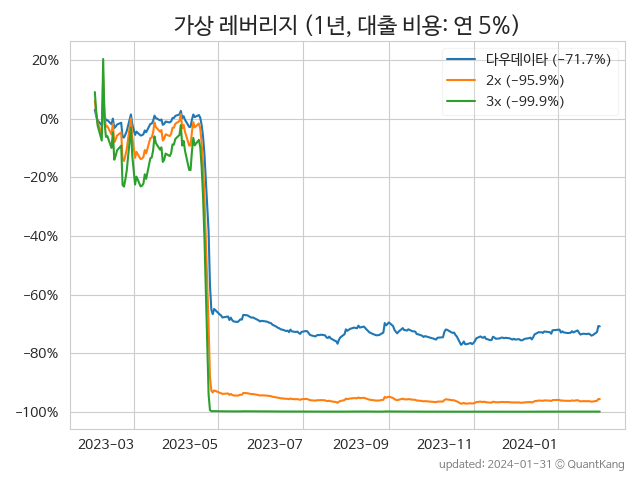 가상 레버리지 (1년, 대출 비용: 연 5%)
다우데이타 (−71.7%)
2x (−95.9%)
3x (−99.9%)
20%
0%
−20%
−40%
−60%
−80%
−100%
2023-03 2023-05 2023-07 2023-09 2023-11 2024-01
updated: 2024-01-31 © QuantKang